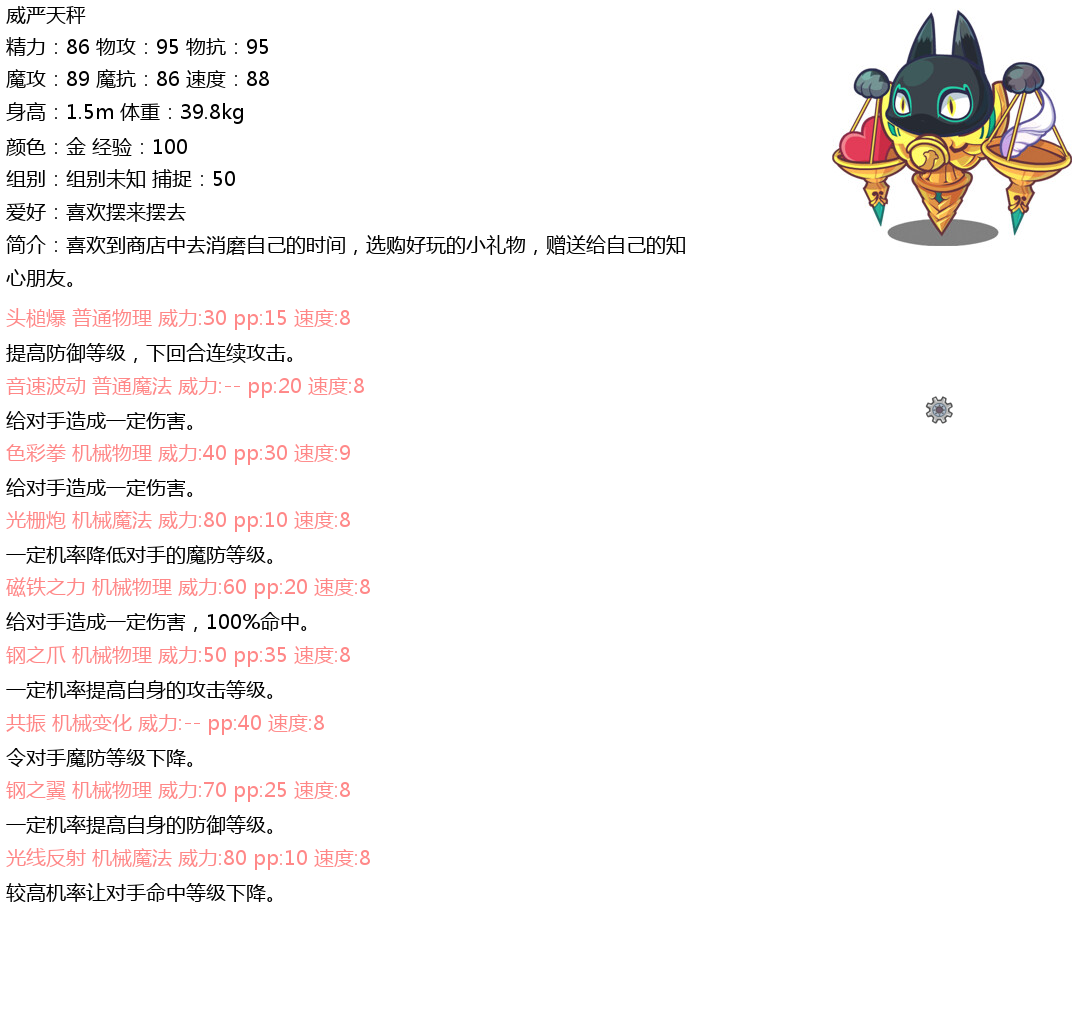 威严天秤
精力：86 物攻：95 物抗：95
魔攻：89 魔抗：86 速度：88
身高：1.5m 体重：39.8kg
颜色：金 经验：100
组别：组别未知 捕捉：50
爱好：喜欢摆来摆去
简介：喜欢到商店中去消磨自己的时间，选购好玩的小礼物，赠送给自己的知
心朋友。
头槌爆 普通物理 威力:30 pp:15 速度:8
提高防御等级，下回合连续攻击。
音速波动 普通魔法 威力:-- pp:20 速度:8
给对手造成一定伤害。
色彩拳 机械物理 威力:40 pp:30 速度:9
给对手造成一定伤害。
光栅炮 机械魔法 威力:80 pp:10 速度:8
一定机率降低对手的魔防等级。
磁铁之力 机械物理 威力:60 pp:20 速度:8
给对手造成一定伤害，100%命中。
钢之爪 机械物理 威力:50 pp:35 速度:8
一定机率提高自身的攻击等级。
共振 机械变化 威力:-- pp:40 速度:8
令对手魔防等级下降。
钢之翼 机械物理 威力:70 pp:25 速度:8
一定机率提高自身的防御等级。
光线反射 机械魔法 威力:80 pp:10 速度:8
较高机率让对手命中等级下降。